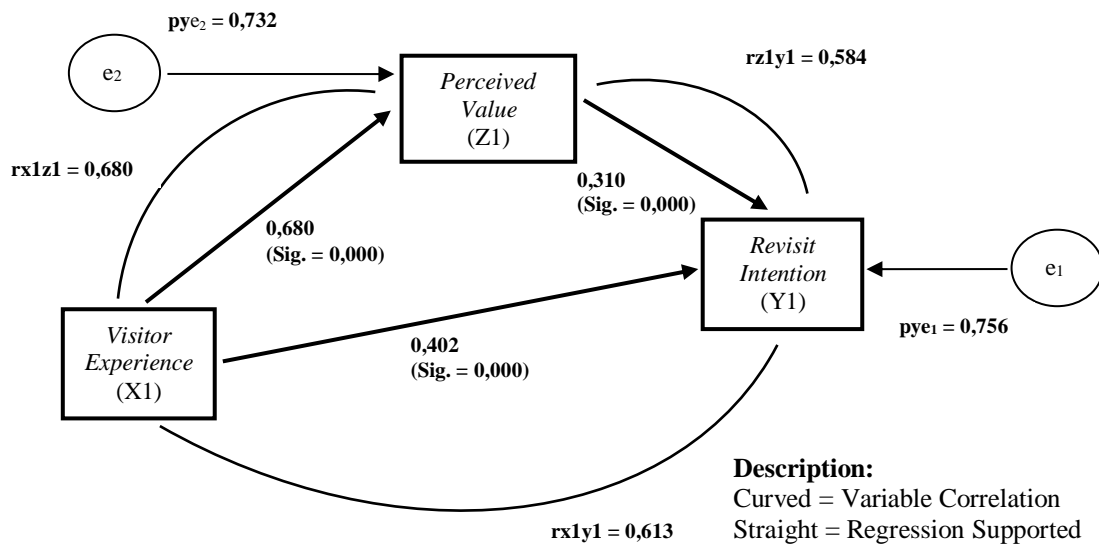 pye₂ = 0,732
e₂
Perceived
Value
(Z1)
rz1y1 = 0,584
rx1z1 = 0,680
0,310
(Sig. = 0,000)
0,680
(Sig. = 0,000)
Revisit
Intention
(Y1)
e₁
pye₁ = 0,756
Visitor
Experience
(X1)
0,402
(Sig. = 0,000)
rx1y1 = 0,613
Description:
Curved = Variable Correlation
Straight = Regression Supported